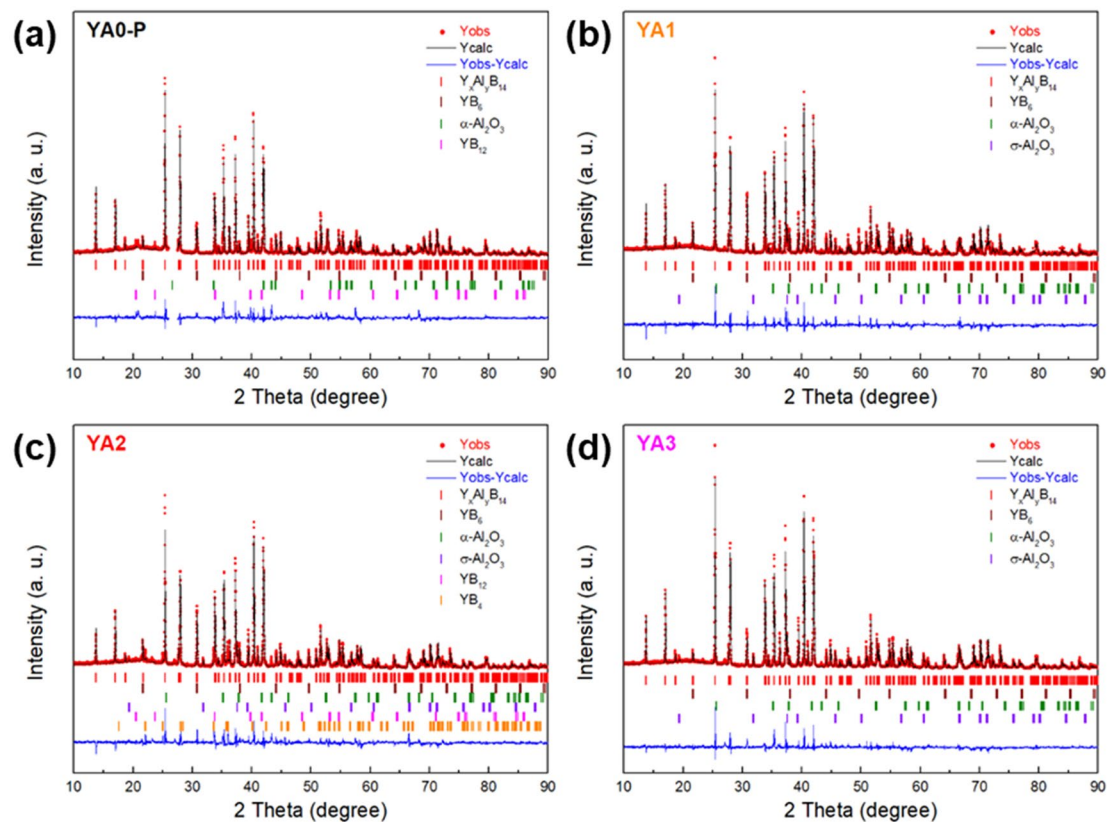 (a)
YA0-P
Yobs
Ycalc
Yobs-Ycalc
YₓAlᵧB₁₄
YB₆
α-Al₂O₃
YB₁₂
Intensity (a. u.)
10 20 30 40 50 60 70 80 90
2 Theta (degree)
(b)
YA1
Yobs
Ycalc
Yobs-Ycalc
YₓAlᵧB₁₄
YB₆
α-Al₂O₃
σ-Al₂O₃
Intensity (a. u.)
10 20 30 40 50 60 70 80 90
2 Theta (degree)
(c)
YA2
Yobs
Ycalc
Yobs-Ycalc
YₓAlᵧB₁₄
YB₆
α-Al₂O₃
σ-Al₂O₃
YB₁₂
YB₄
Intensity (a. u.)
10 20 30 40 50 60 70 80 90
2 Theta (degree)
(d)
YA3
Yobs
Ycalc
Yobs-Ycalc
YₓAlᵧB₁₄
YB₆
α-Al₂O₃
σ-Al₂O₃
Intensity (a. u.)
10 20 30 40 50 60 70 80 90
2 Theta (degree)